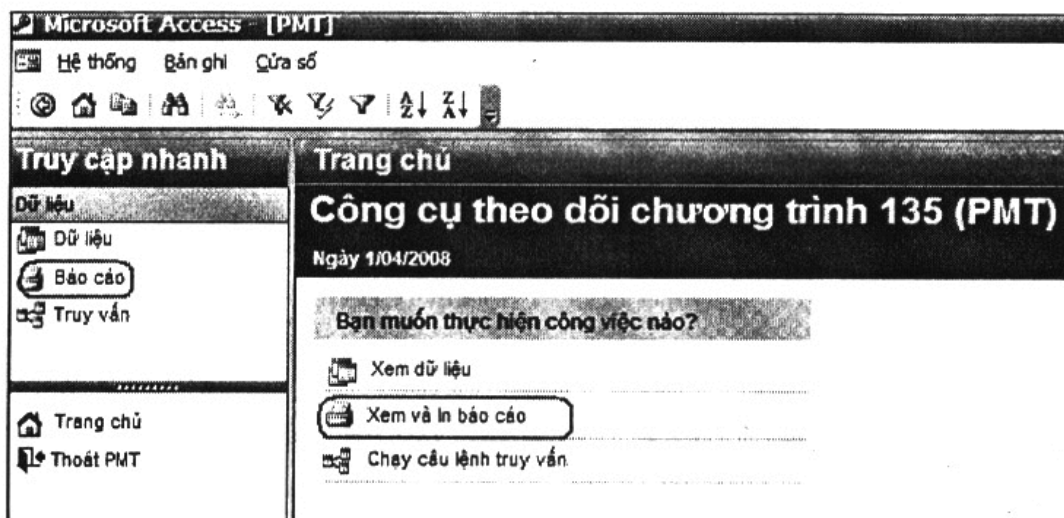 Microsoft Access - [PMT]
Hệ thống Bản ghi Cửa sổ
Truy cập nhanh
Dữ liệu
Dữ liệu
Báo cáo
Truy vấn
Trang chủ
Thoát PMT
Trang chủ
Công cụ theo dõi chương trình 135 (PMT)
Ngày 1/04/2008
Bạn muốn thực hiện công việc nào?
Xem dữ liệu
Xem và In báo cáo
Chạy câu lệnh truy vấn